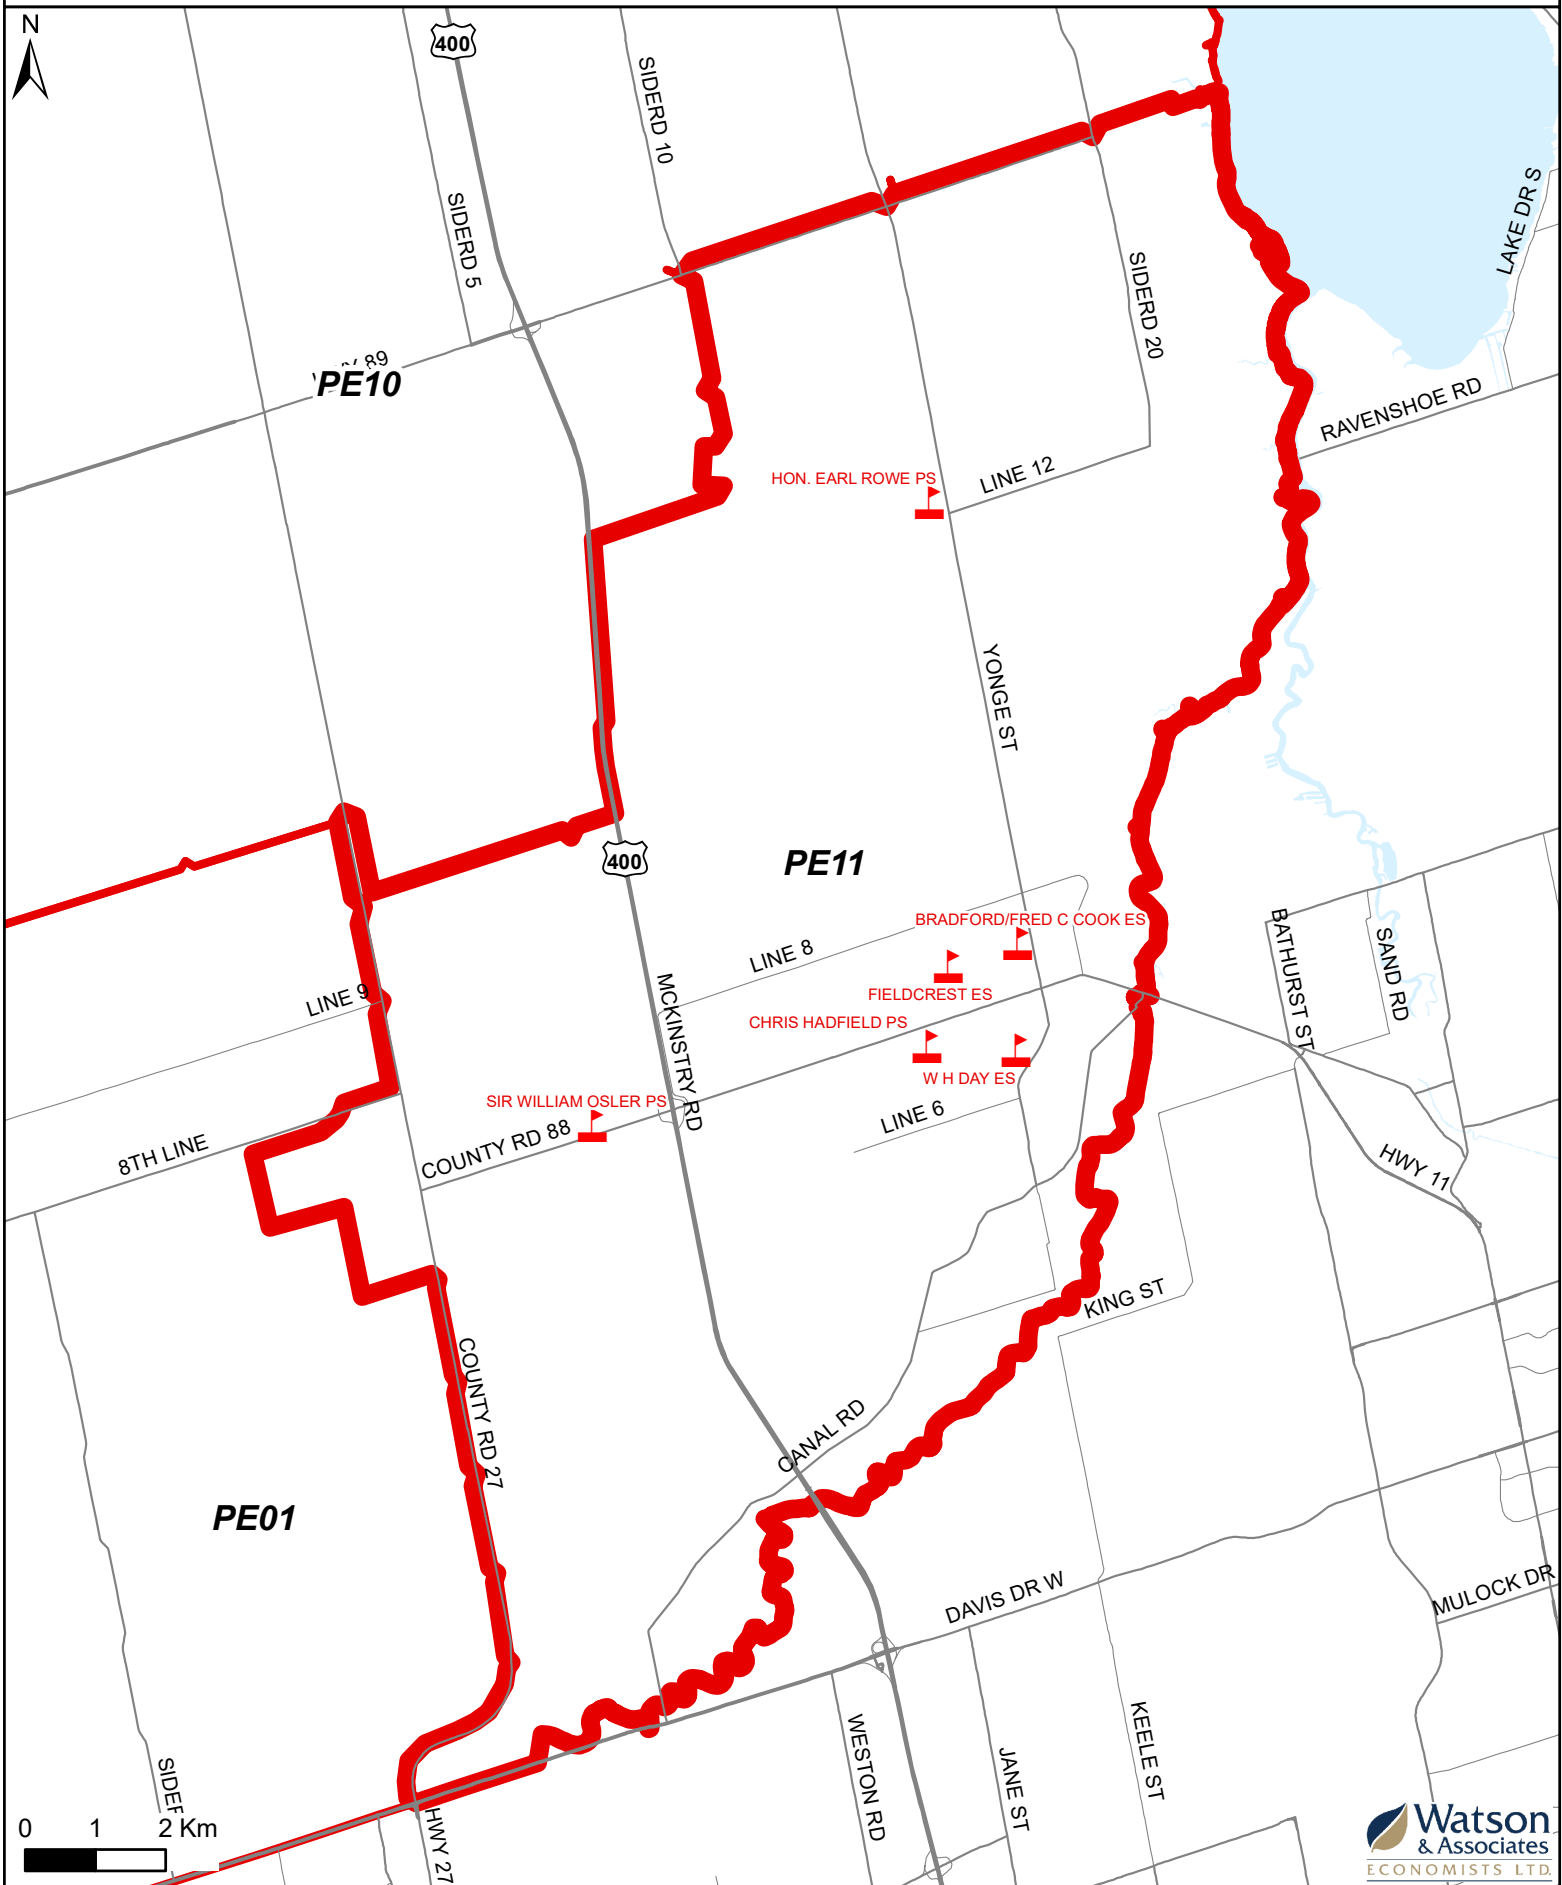 N
400
SIDERD 10
SIDERD 5
LAKE DR S
SIDERD 20
89
PE10
RAVENSHOE RD
HON. EARL ROWE PS
LINE 12
YONGE ST
400
PE11
BRADFORD/FRED C COOK ES
LINE 8
BATHURST ST
SAND RD
LINE 9
MCKINSTRY RD
FIELDCREST ES
CHRIS HADFIELD PS
W H DAY ES
SIR WILLIAM OSLER PS
LINE 6
COUNTY RD 88
8TH LINE
HWY 11
KING ST
COUNTY RD 27
CANAL RD
PE01
DAVIS DR W
MULOCK DR
WESTON RD
JANE ST
KEELE ST
HWY 27
0 1 2 Km
Watson
& Associates
ECONOMISTS LTD.